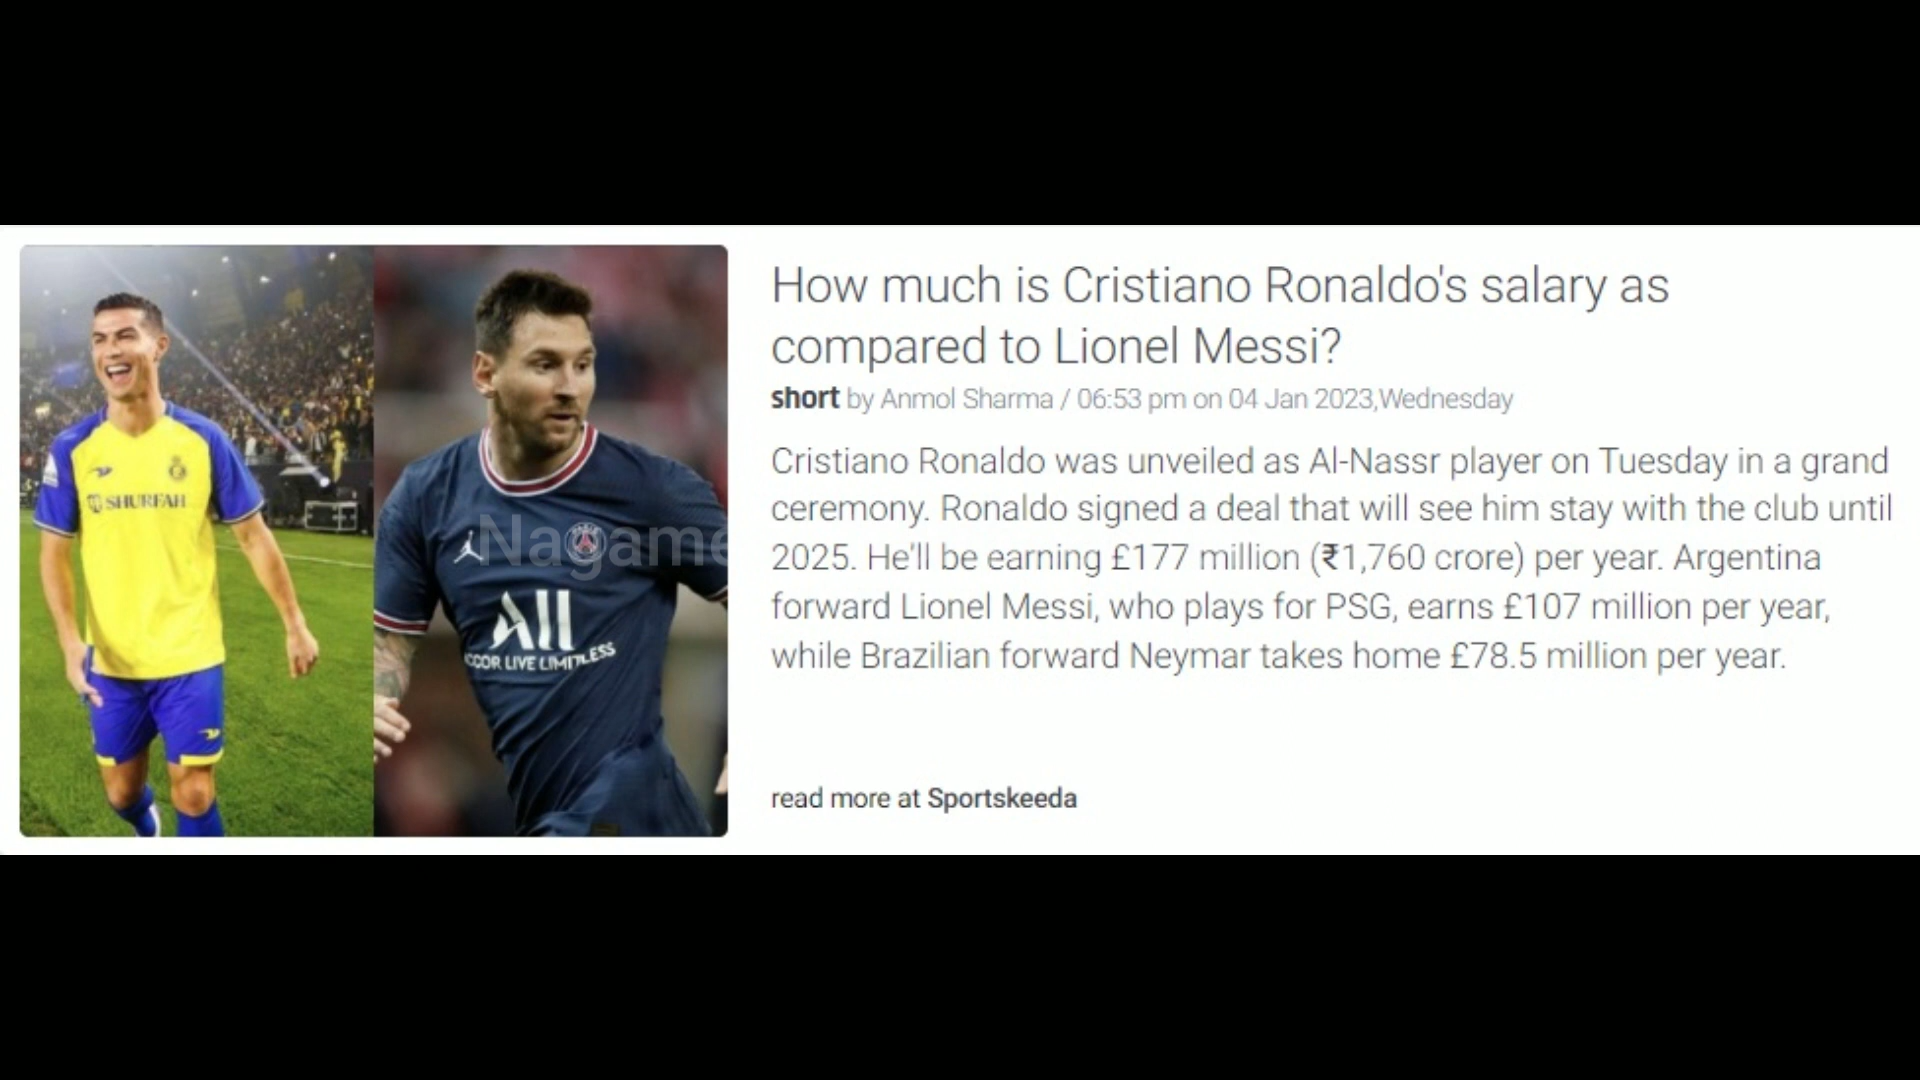 How much is Cristiano Ronaldo's salary as
compared to Lionel Messi?
short by Anmol Sharma / 06:53 pm on 04 Jan 2023,Wednesday
Cristiano Ronaldo was unveiled as Al-Nassr player on Tuesday in a grand
ceremony. Ronaldo signed a deal that will see him stay with the club until
2025. He'll be earning £177 million (₹1,760 crore) per year. Argentina
forward Lionel Messi, who plays for PSG, earns £107 million per year,
while Brazilian forward Neymar takes home £78.5 million per year.
read more at Sportskeeda
SHURFAH
Nagame
PARIS
All
CCOR LIVE LIMITLESS